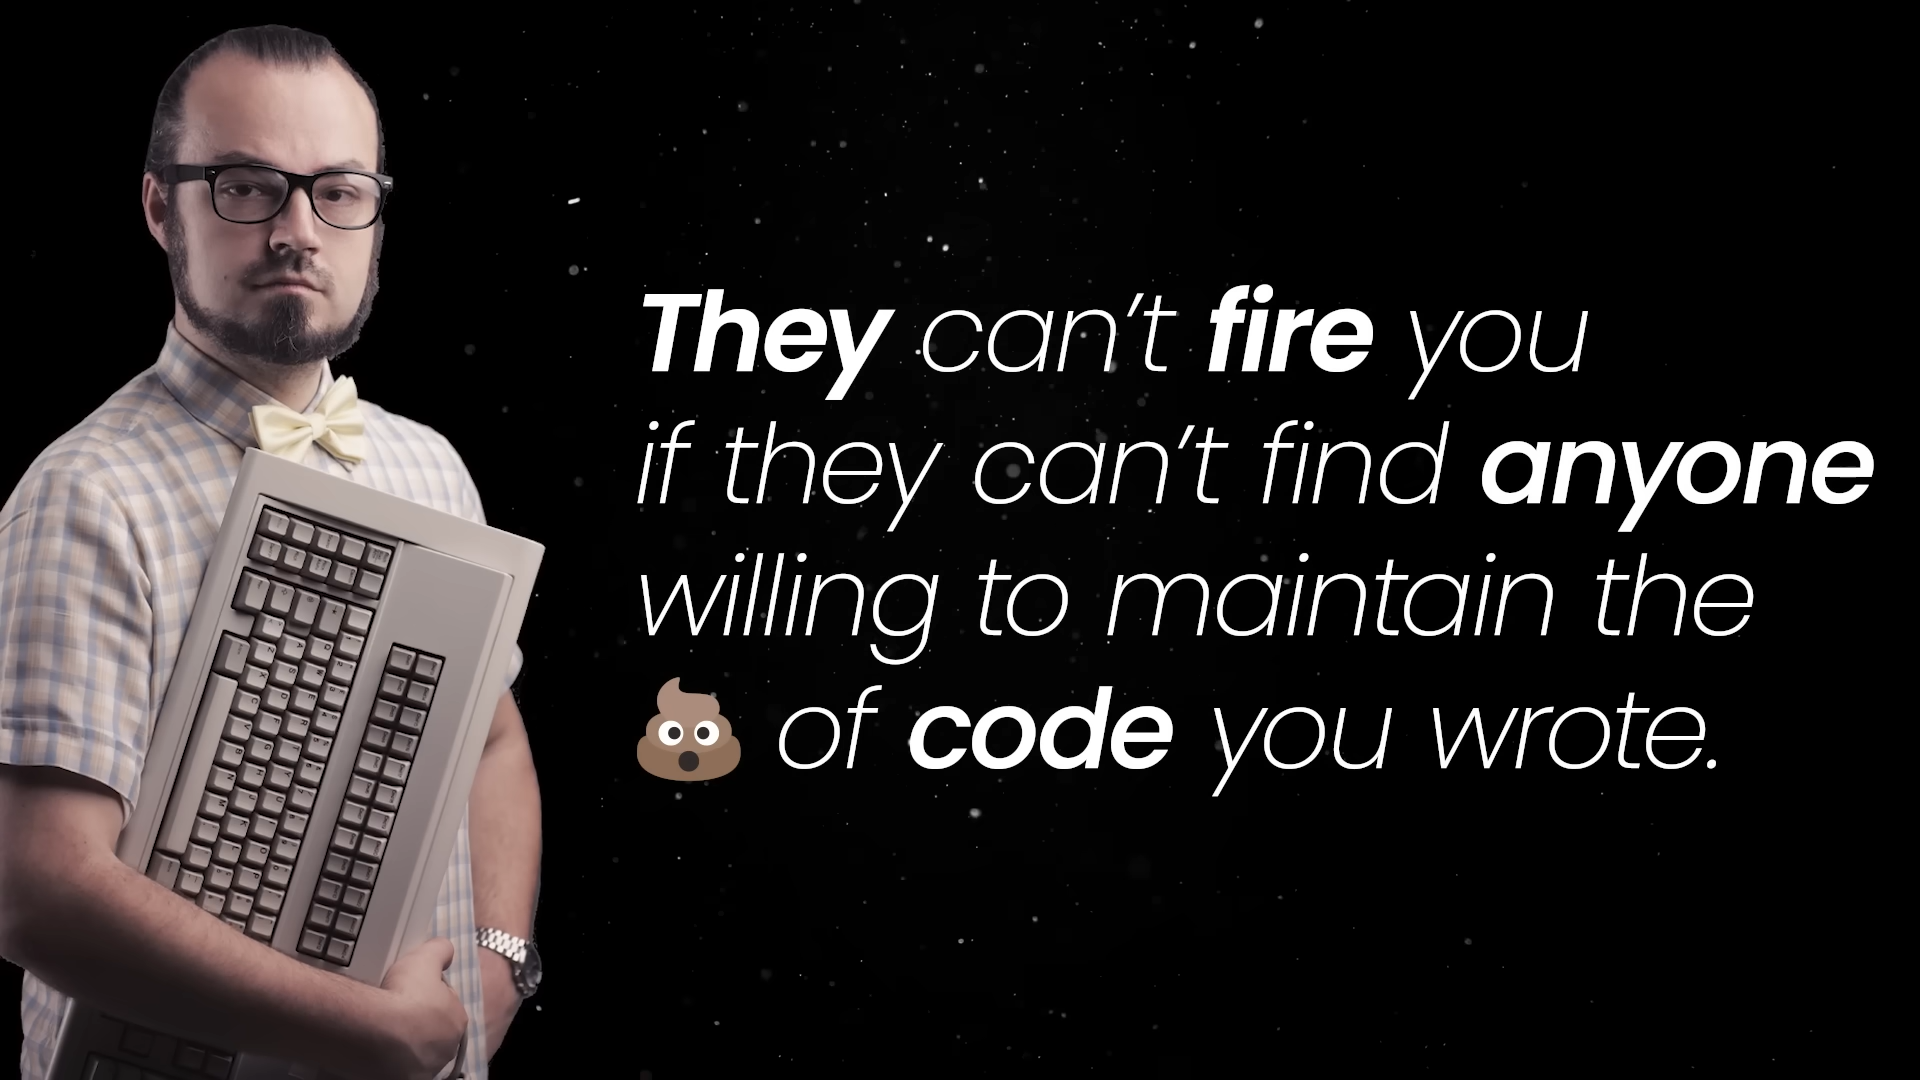 They can't fire you
if they can't find anyone
willing to maintain the
💩 of code you wrote.